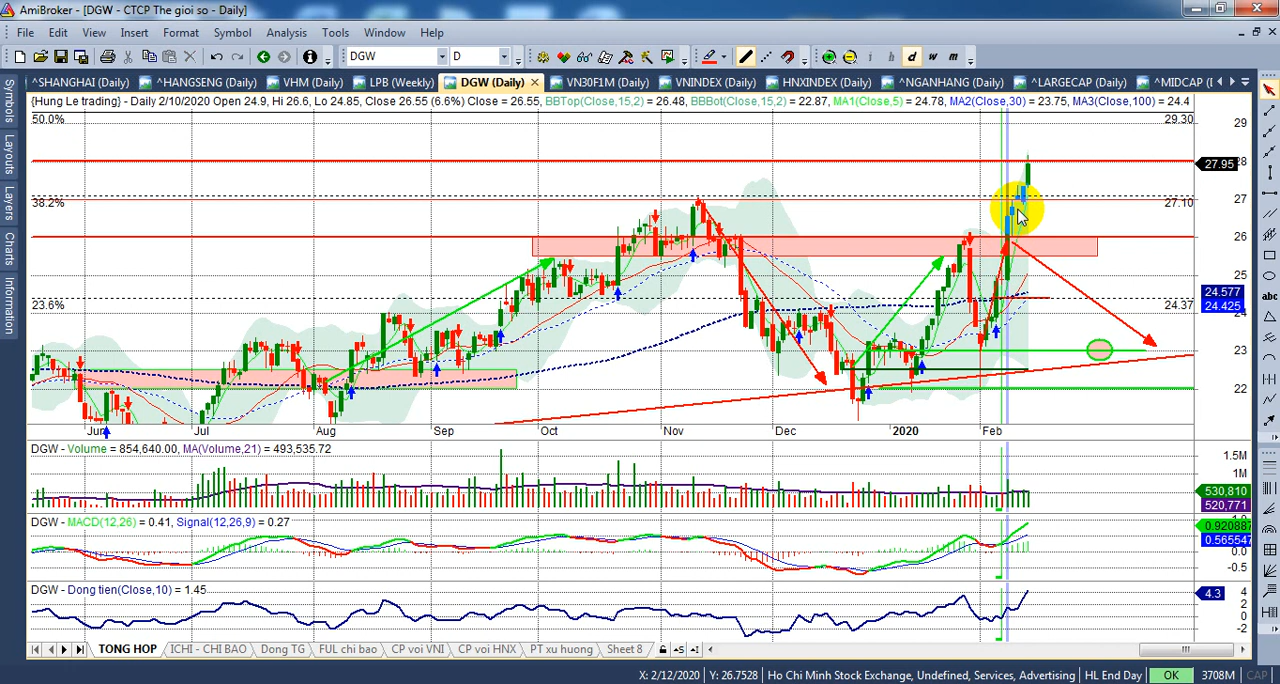 AmiBroker - [DGW - CTCP The gioi so - Daily]
File Edit View Insert Format Symbol Analysis Tools Window Help
DGW D i h d w m
^SHANGHAI (Daily) ^HANGSENG (Daily) VHM (Daily) LPB (Weekly) DGW (Daily) VN30F1M (Daily) VNINDEX (Daily) HNXINDEX (Daily) ^NGANHANG (Daily) ^LARGECAP (Daily) ^MIDCAP (
Symbols
Layouts
Layers
Charts
Information
{Hung Le trading} - Daily 2/10/2020 Open 24.9, Hi 26.6, Lo 24.85, Close 26.55 (6.6%) Close = 26.55, BBTop(Close,15,2) = 26.48, BBBot(Close,15,2) = 22.87, MA1(Close,5) = 24.78, MA2(Close,30) = 23.75, MA3(Close,100) = 24.4
50.0% 29.30 29
27.95 28
38.2% 27.10 27
26
25
24.577
23.6% 24.37 24.425
24
23
22
Jun Jul Aug Sep Oct Nov Dec 2020 Feb
DGW - Volume = 854,640.00, MA(Volume,21) = 493,535.72
1.5M
1M
530,810
520,771
DGW - MACD(12,26) = 0.41, Signal(12,26,9) = 0.27
0.920887
0.565547
0.0
-0.5
DGW - Dong tien(Close,10) = 1.45
4.3 4
2
0
-2
TONG HOP ICHI - CHI BAO Dong TG FUL chi bao CP voi VNI CP voi HNX PT xu huong Sheet 8
X: 2/12/2020 Y: 26.7528 Ho Chi Minh Stock Exchange, Undefined, Services, Advertising HL End Day OK 3708M CAP
abc